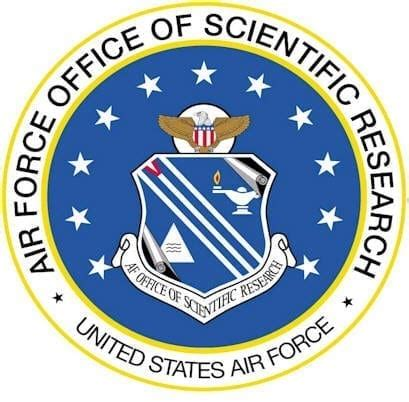 AIR FORCE OFFICE OF SCIENTIFIC RESEARCH
AF OFFICE OF SCIENTIFIC RESEARCH
UNITED STATES AIR FORCE